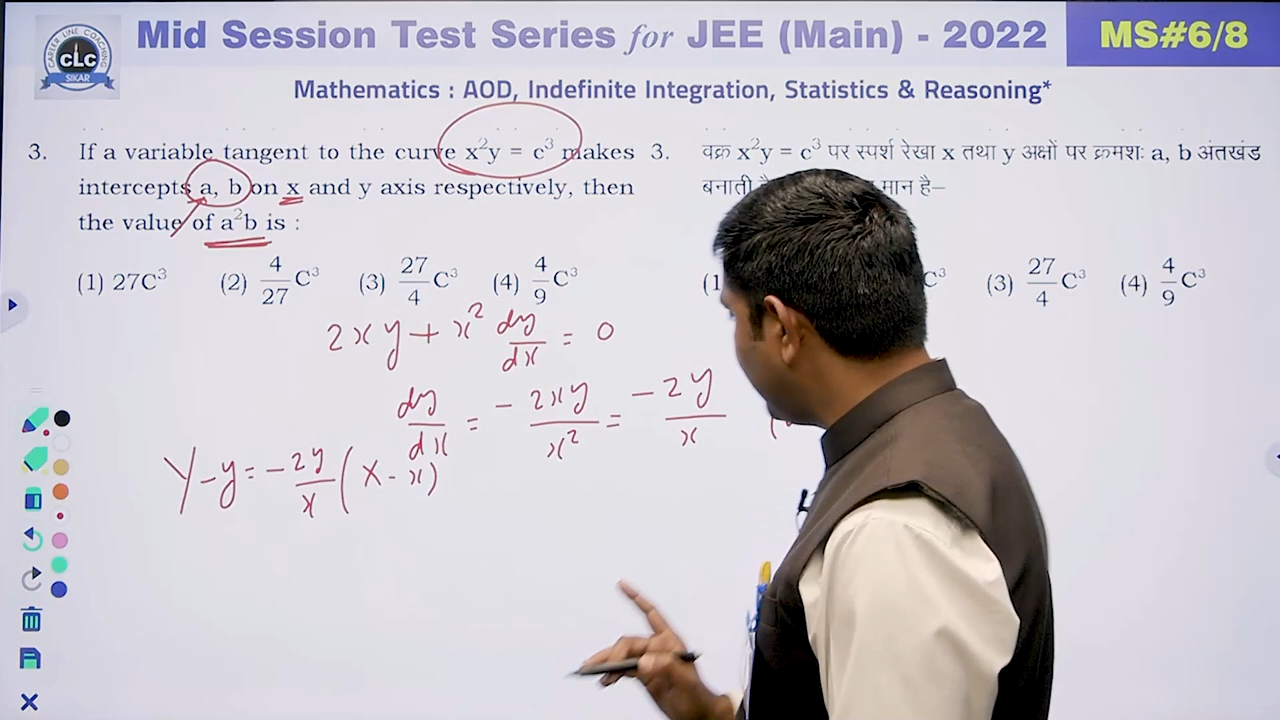 Mid Session Test Series for JEE (Main) - 2022
MS#6/8
CAREER LINE COACHING
CLC
SIKAR
Mathematics : AOD, Indefinite Integration, Statistics & Reasoning*
3. If a variable tangent to the curve x²y = c³ makes
intercepts a, b on x and y axis respectively, then
the value of a²b is :
(1) 27C³ (2) 4/27 C³ (3) 27/4 C³ (4) 4/9 C³
2xy + x² dy/dx = 0
dy/dx = - 2xy/x² = -2y/x
Y-y = -2y/x (X-x)
3. वक्र x²y = c³ पर स्पर्श रेखा x तथा y अक्षों पर क्रमशः a, b अंतखंड
बनाती मान है–
C³ (3) 27/4 C³ (4) 4/9 C³